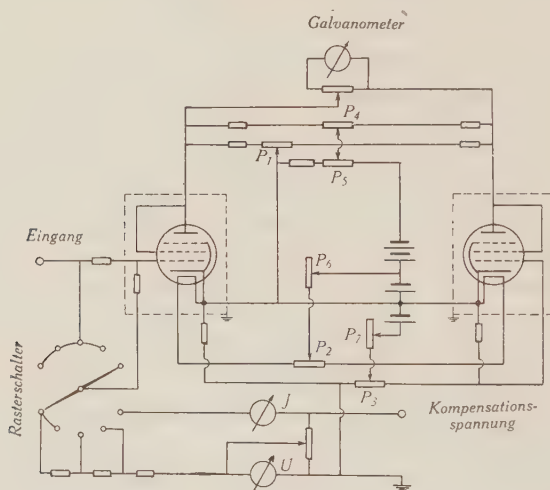 Galvanometer
P4
P1
P5
Eingang
P6
P7
P2
P3
Rasterschalter
J
U
Kompensations-
spannung